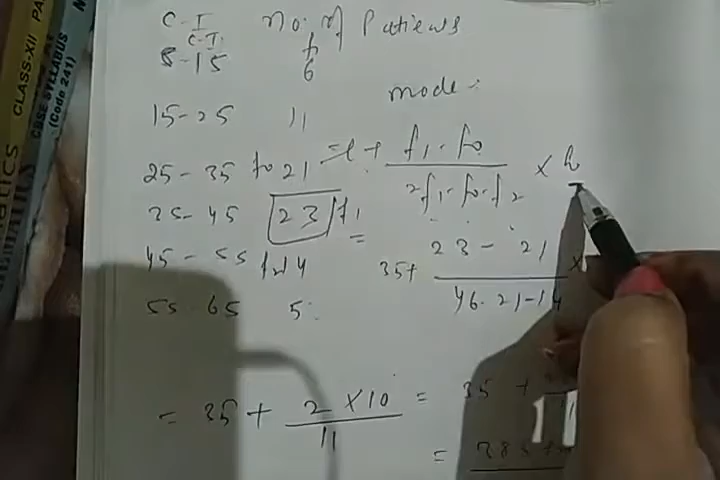 CLASS-XII
CBSE SYLLABUS
(Code 241)
C-I No. of Patients
C.I. f
5-15 6
mode:
15-25 11
25-35 f0 21 = l + f1-f0 / 2f1-f0-f2 × h
35-45 23 f1
45-55 14 35+ 23-21 / 46-21-14 ×
55-65 5
= 35 + 2×10 / 11 = 35 +
=